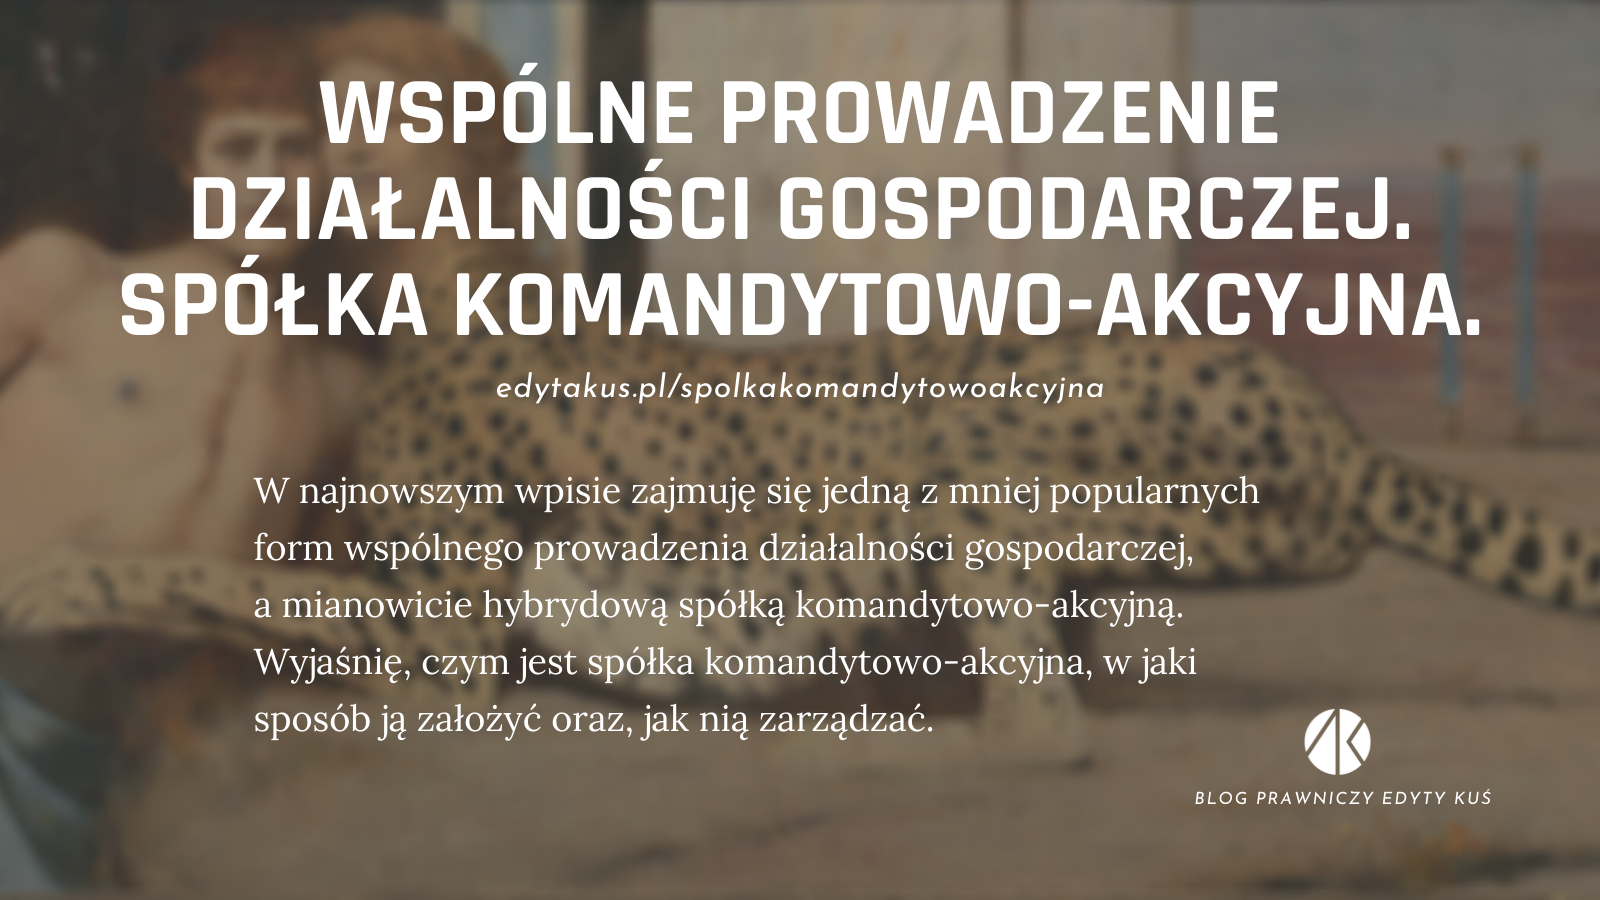 WSPÓLNE PROWADZENIE
DZIAŁALNOŚCI GOSPODARCZEJ.
SPÓŁKA KOMANDYTOWO-AKCYJNA.
edytakus.pl/spolkakomandytowoakcyjna
W najnowszym wpisie zajmuję się jedną z mniej popularnych
form wspólnego prowadzenia działalności gospodarczej,
a mianowicie hybrydową spółką komandytowo-akcyjną.
Wyjaśnię, czym jest spółka komandytowo-akcyjna, w jaki
sposób ją założyć oraz, jak nią zarządzać.
BLOG PRAWNICZY EDYTY KUŚ